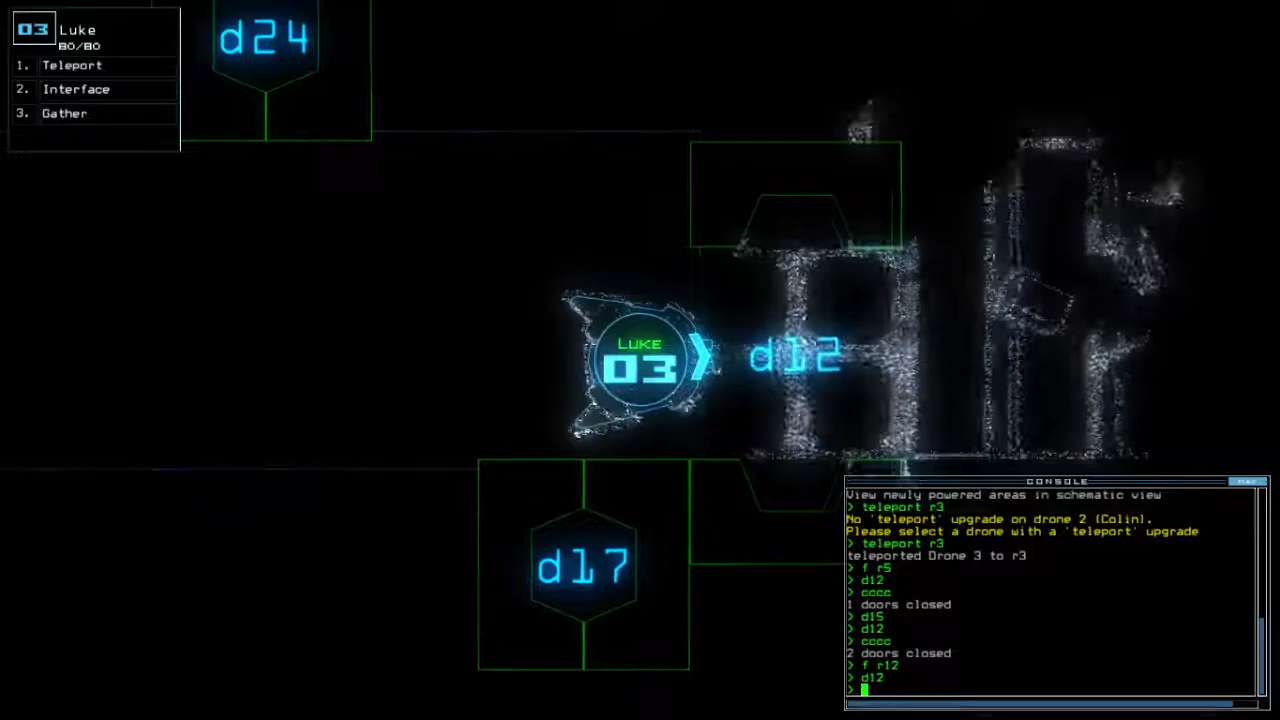 03 Luke
80/80
1. Teleport
2. Interface
3. Gather
d24
LUKE
03
d12
d17
CONSOLE
View newly powered areas in schematic view
> teleport r3
No 'teleport' upgrade on drone 2 (Colin).
Please select a drone with a 'teleport' upgrade
> teleport r3
teleported Drone 3 to r3
> f r5
> d12
> cccc
1 doors closed
> d15
> d12
> cccc
2 doors closed
> f r12
> d12
>